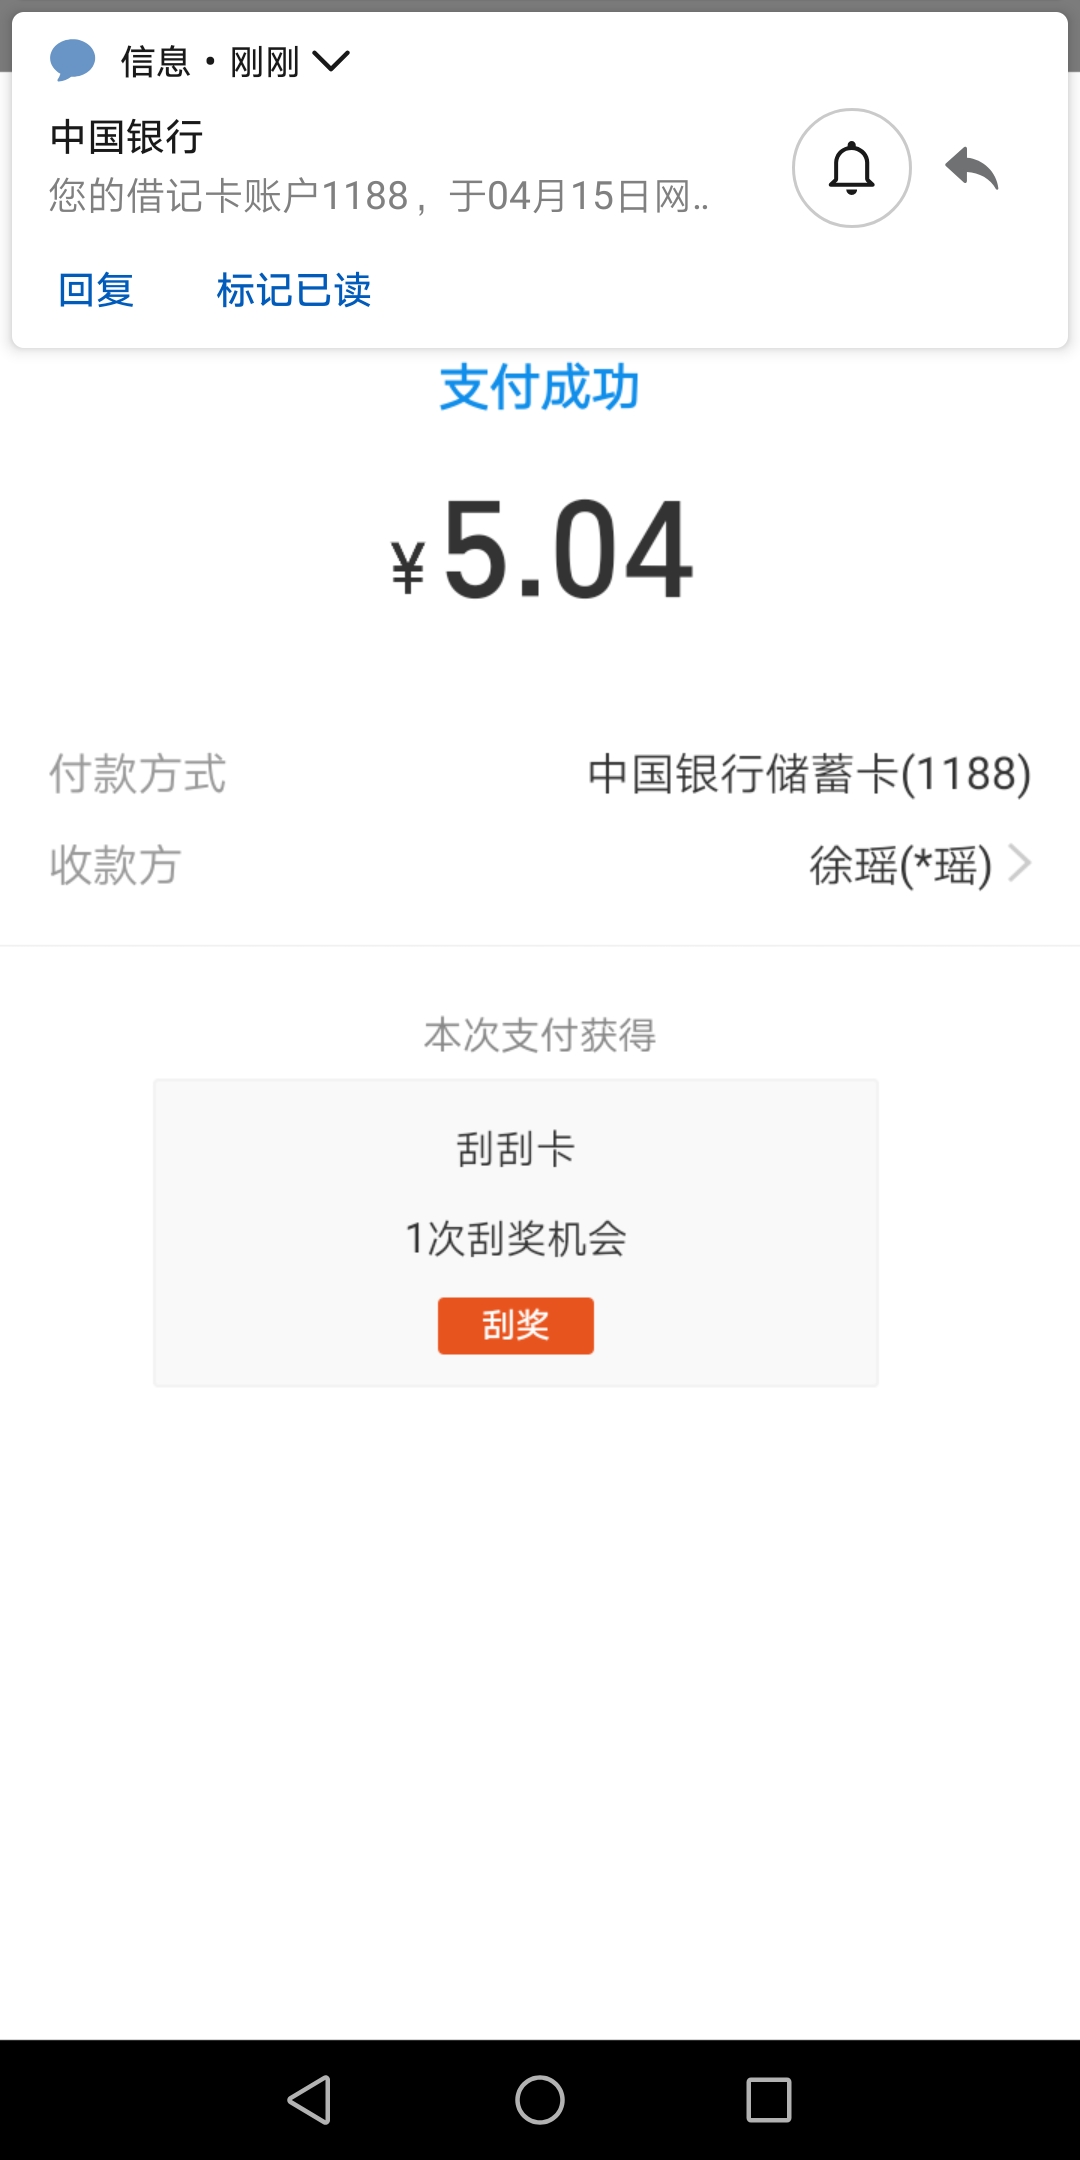 信息 • 刚刚
中国银行
您的借记卡账户1188，于04月15日网..
回复 标记已读
支付成功
¥5.04
付款方式 中国银行储蓄卡(1188)
收款方 徐瑶(*瑶)
本次支付获得
刮刮卡
1次刮奖机会
刮奖